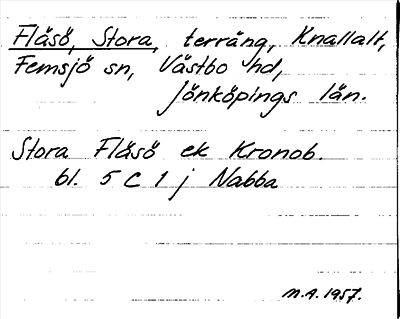 Flåsö, Stora, terräng, Knallalt,
Femsjö sn, Västbo hd,
Jönköpings län.
Stora Flåsö ek Kronob.
bl. 5 C 1 j Nabba
M.A. 1957.